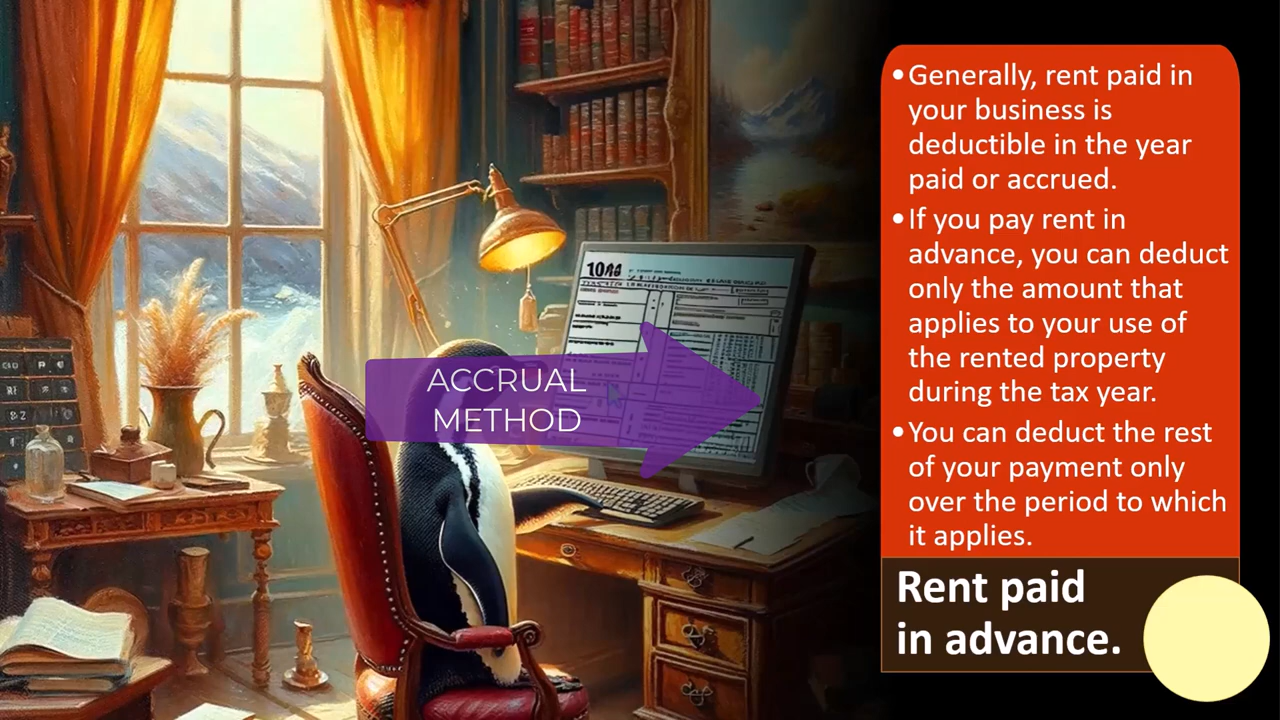 ACCRUAL
METHOD
• Generally, rent paid in
your business is
deductible in the year
paid or accrued.
• If you pay rent in
advance, you can deduct
only the amount that
applies to your use of
the rented property
during the tax year.
• You can deduct the rest
of your payment only
over the period to which
it applies.
Rent paid
in advance.